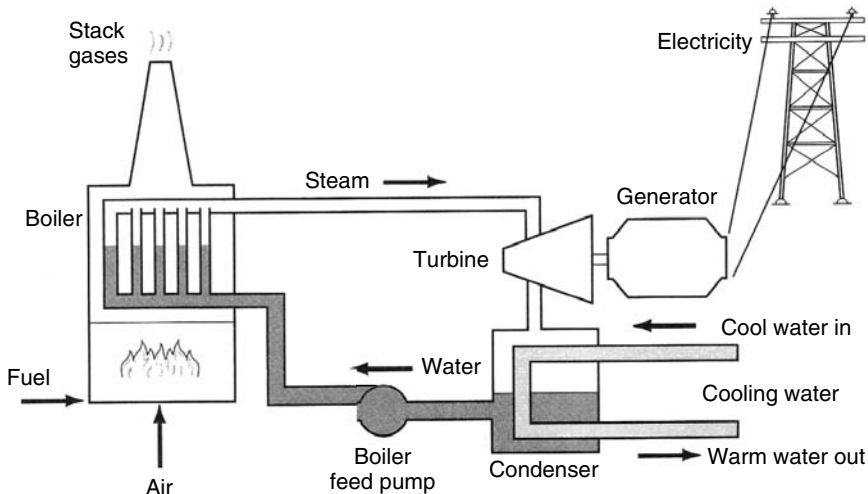 Stack
gases
Electricity
Steam
Generator
Boiler
Turbine
Cool water in
Water
Fuel
Cooling water
Boiler
feed pump
Condenser
Warm water out
Air